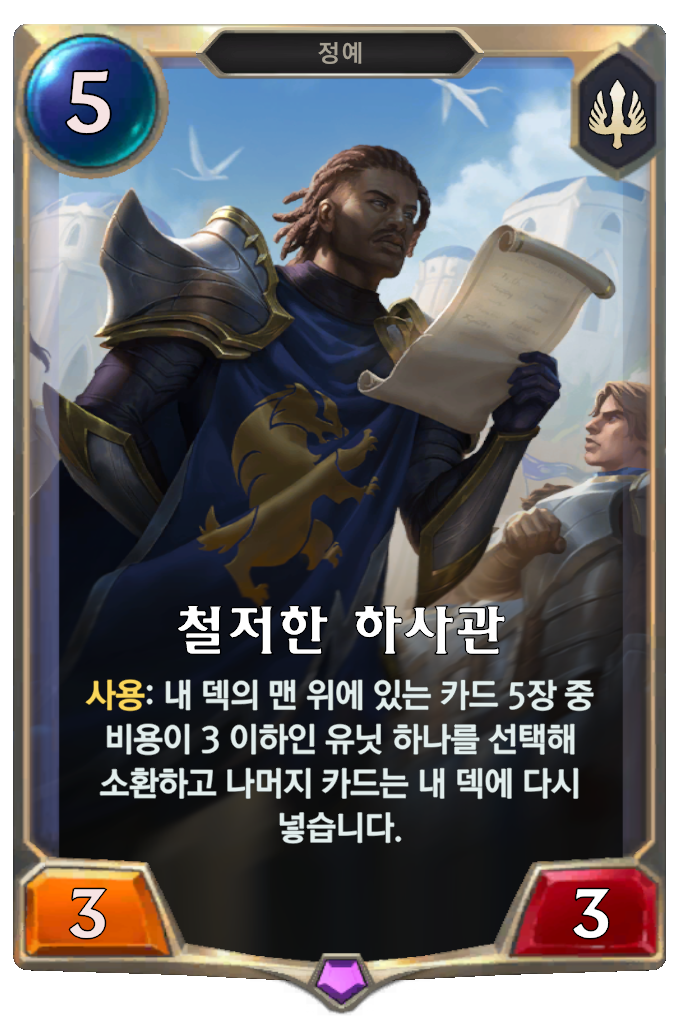 정예
5
철저한 하사관
사용: 내 덱의 맨 위에 있는 카드 5장 중
비용이 3 이하인 유닛 하나를 선택해
소환하고 나머지 카드는 내 덱에 다시
넣습니다.
3
3